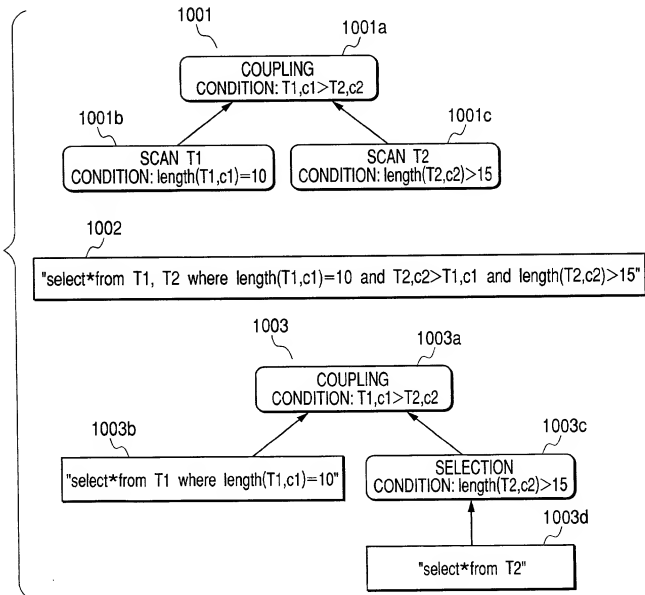 1001
1001a
COUPLING
CONDITION: T1,c1>T2,c2
1001b
1001c
SCAN T1
CONDITION: length(T1,c1)=10
SCAN T2
CONDITION: length(T2,c2)>15
1002
"select*from T1, T2 where length(T1,c1)=10 and T2,c2>T1,c1 and length(T2,c2)>15"
1003
1003a
COUPLING
CONDITION: T1,c1>T2,c2
1003b
1003c
"select*from T1 where length(T1,c1)=10"
SELECTION
CONDITION: length(T2,c2)>15
1003d
"select*from T2"